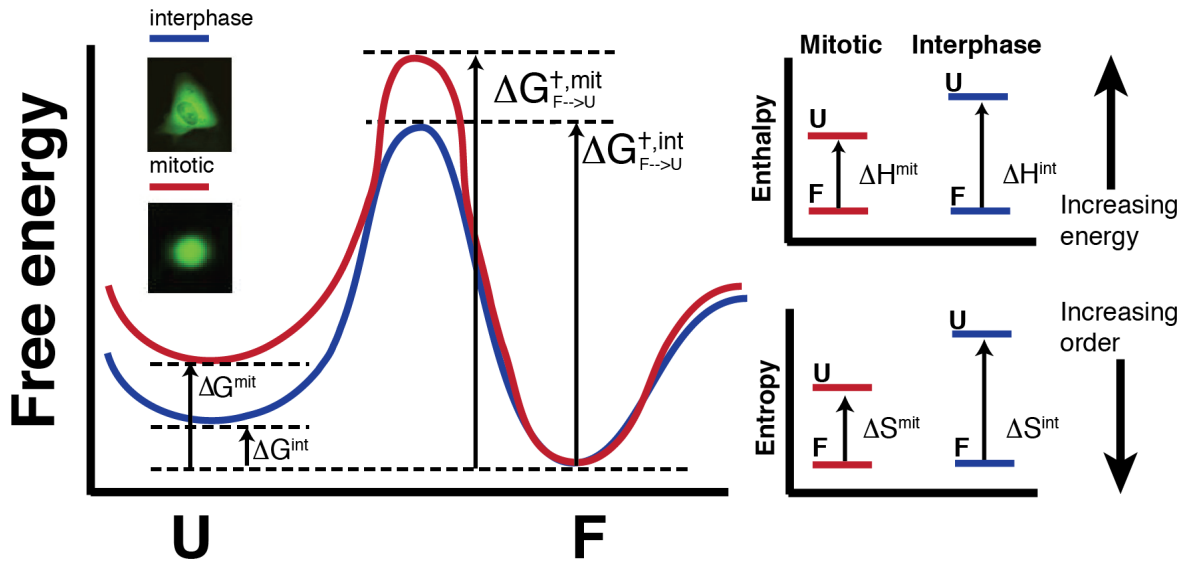 interphase
mitotic
Free energy
ΔG†,mit
F-->U
ΔG†,int
F-->U
ΔGmit
ΔGint
U
F
Mitotic Interphase
Enthalpy
U
U
F
F
ΔHmit
ΔHint
Increasing
energy
Entropy
U
U
F
F
ΔSmit
ΔSint
Increasing
order